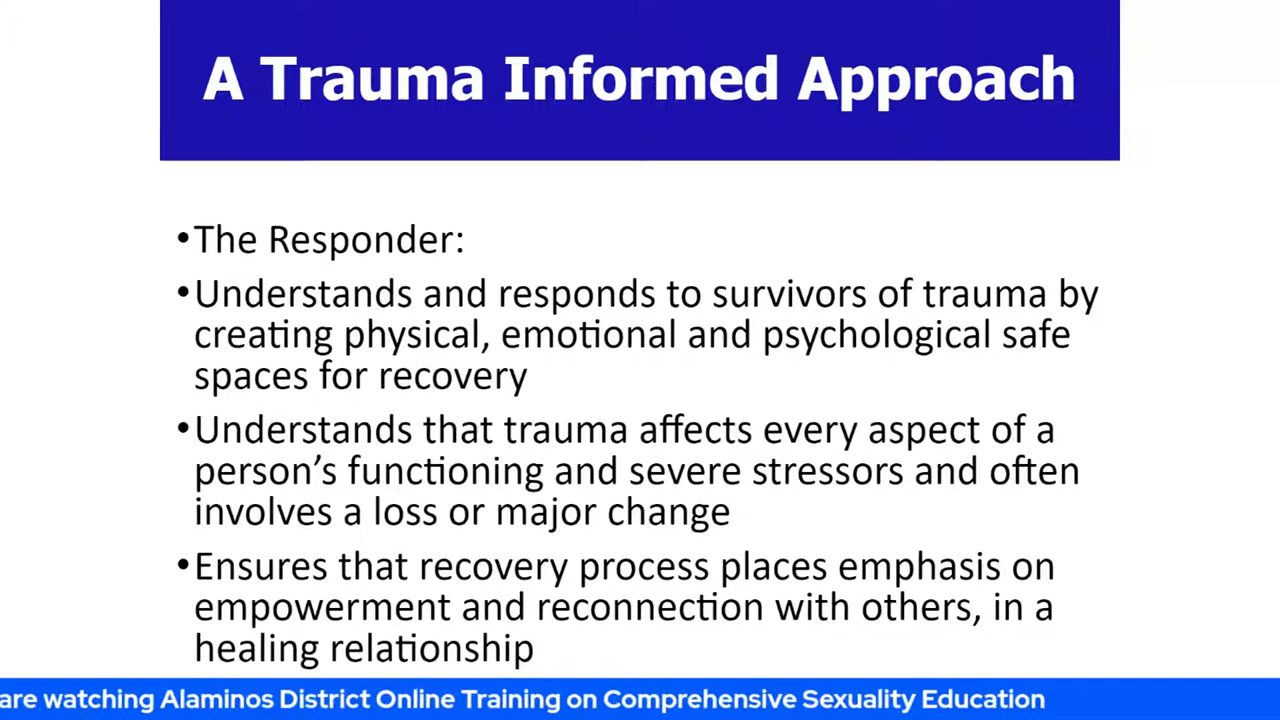 A Trauma Informed Approach
•The Responder:
•Understands and responds to survivors of trauma by
creating physical, emotional and psychological safe
spaces for recovery
•Understands that trauma affects every aspect of a
person’s functioning and severe stressors and often
involves a loss or major change
•Ensures that recovery process places emphasis on
empowerment and reconnection with others, in a
healing relationship
are watching Alaminos District Online Training on Comprehensive Sexuality Education